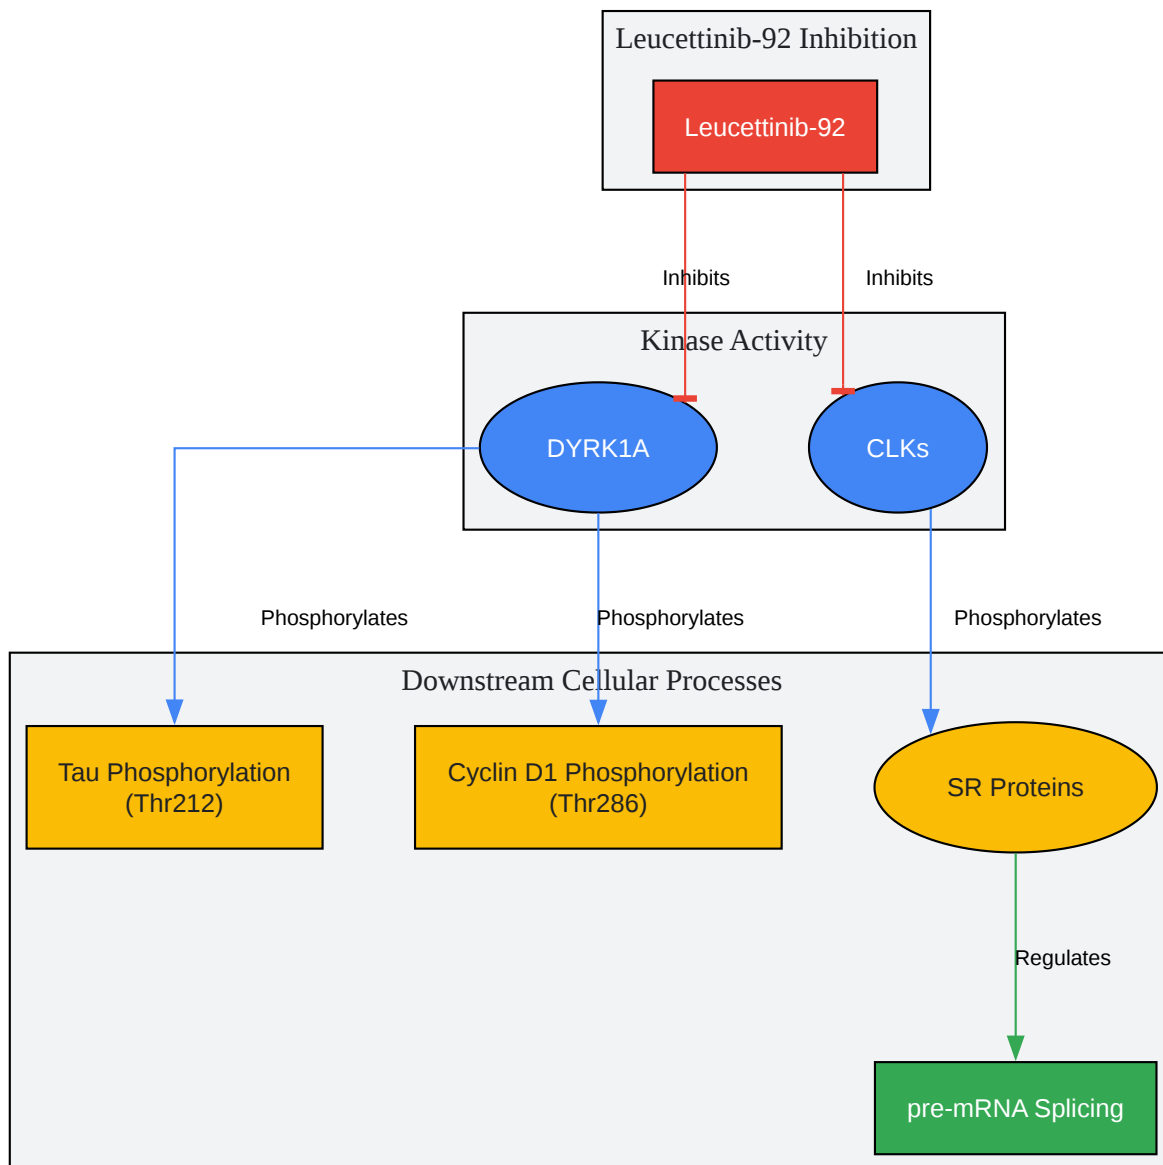 Leucettinib-92 Inhibition
Leucettinib-92
Inhibits
Inhibits
Kinase Activity
DYRK1A
CLKs
Phosphorylates
Phosphorylates
Phosphorylates
Downstream Cellular Processes
Tau Phosphorylation
(Thr212)
Cyclin D1 Phosphorylation
(Thr286)
SR Proteins
Regulates
pre-mRNA Splicing